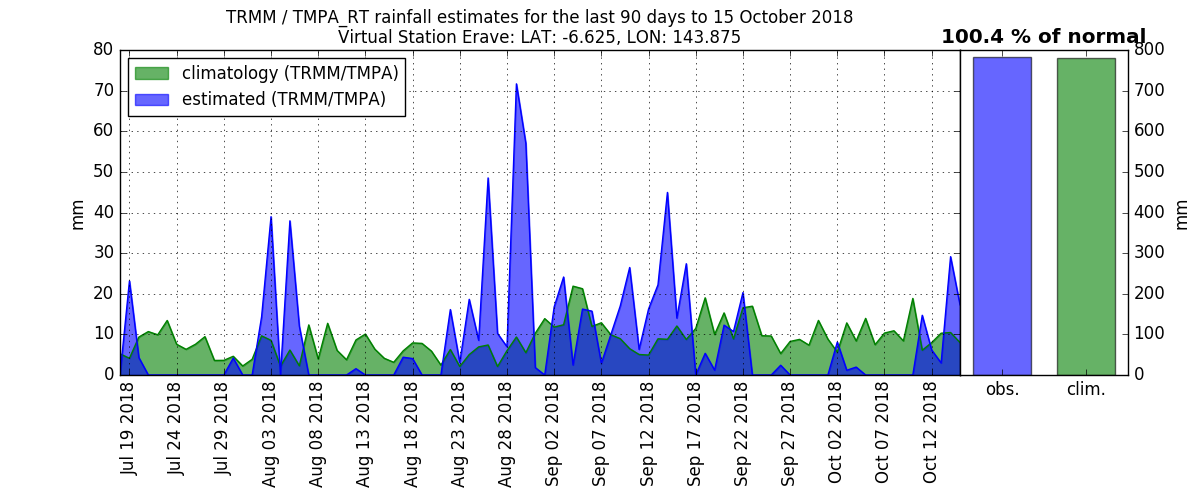 TRMM / TMPA_RT rainfall estimates for the last 90 days to 15 October 2018
Virtual Station Erave: LAT: -6.625, LON: 143.875
100.4 % of normal
climatology (TRMM/TMPA)
estimated (TRMM/TMPA)
80
70
60
50
40
30
20
10
0
mm
800
700
600
500
400
300
200
100
0
mm
Jul 19 2018
Jul 24 2018
Jul 29 2018
Aug 03 2018
Aug 08 2018
Aug 13 2018
Aug 18 2018
Aug 23 2018
Aug 28 2018
Sep 02 2018
Sep 07 2018
Sep 12 2018
Sep 17 2018
Sep 22 2018
Sep 27 2018
Oct 02 2018
Oct 07 2018
Oct 12 2018
obs.
clim.